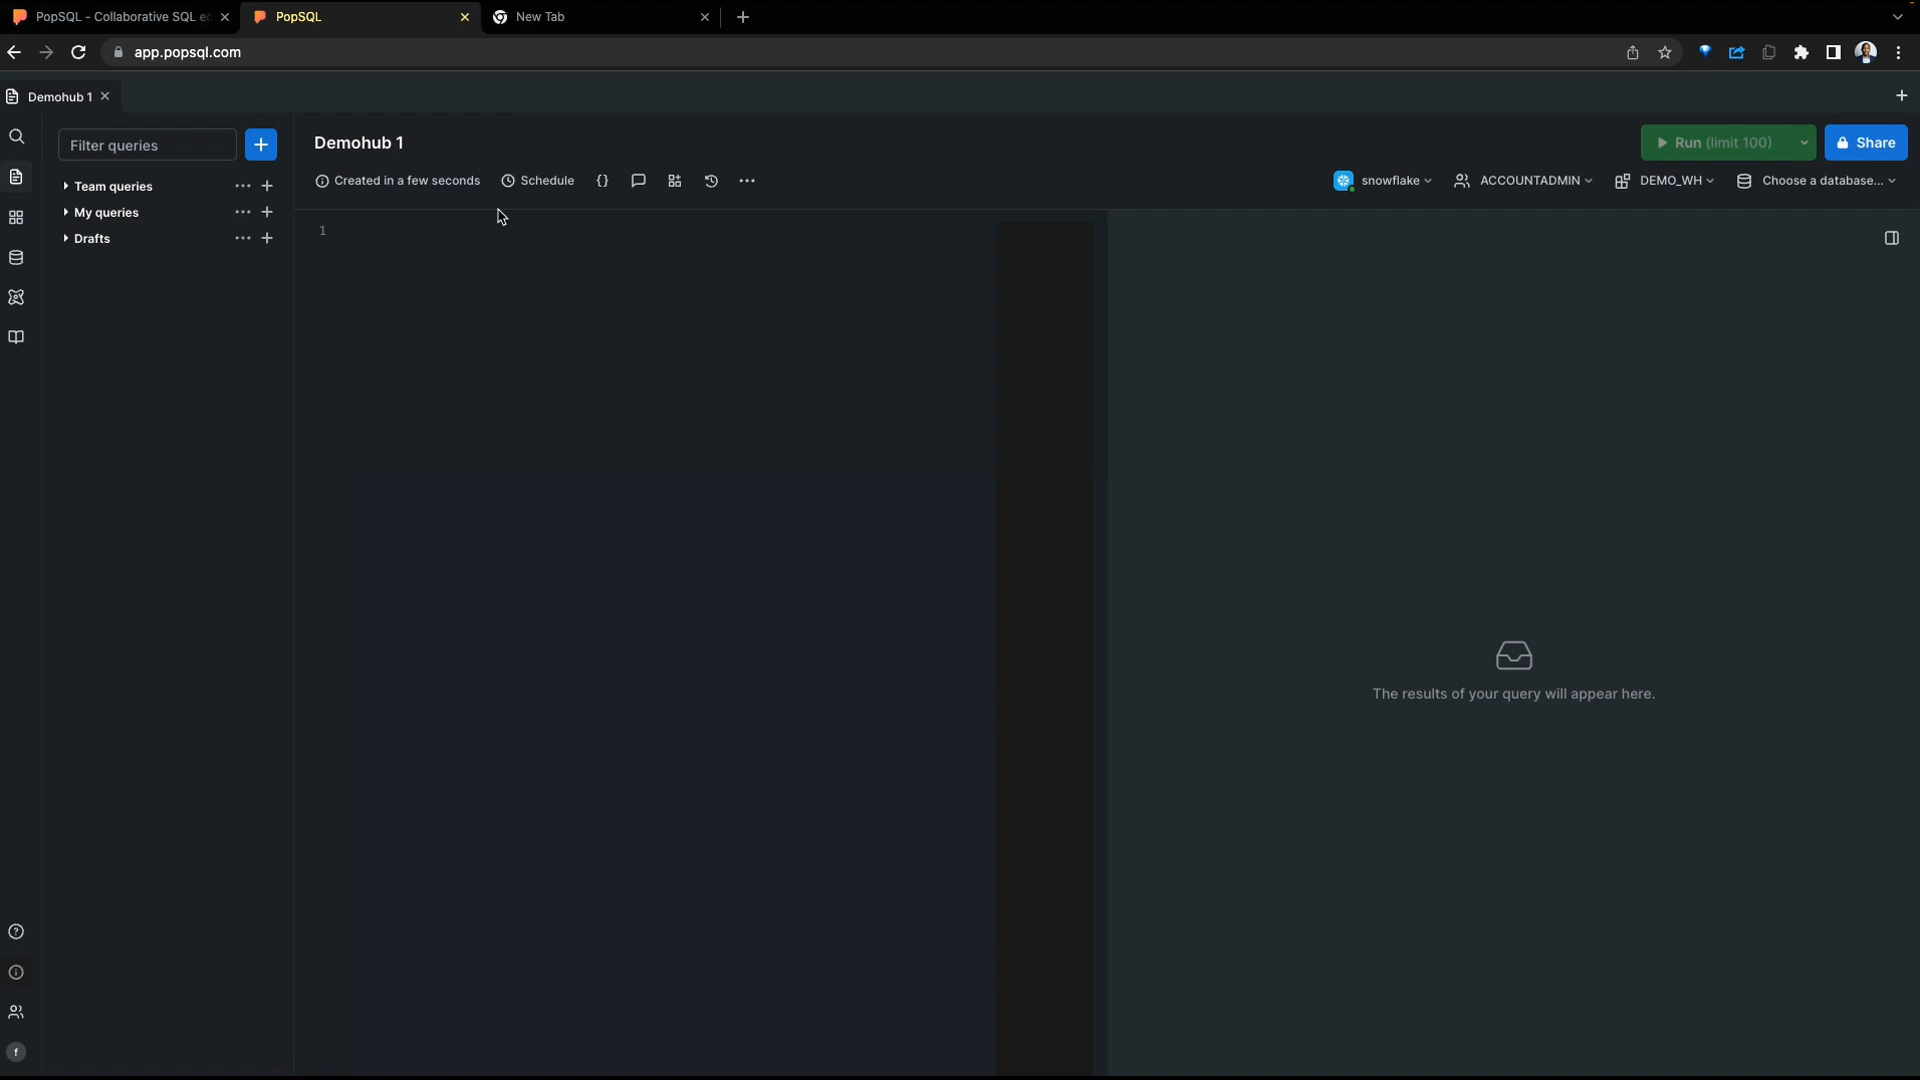 PopSQL - Collaborative SQL ec
PopSQL
New Tab
app.popsql.com
Demohub 1
Filter queries
Team queries
My queries
Drafts
Demohub 1
Run (limit 100)
Share
Created in a few seconds
Schedule
{}
snowflake
ACCOUNTADMIN
DEMO_WH
Choose a database...
1
The results of your query will appear here.
f